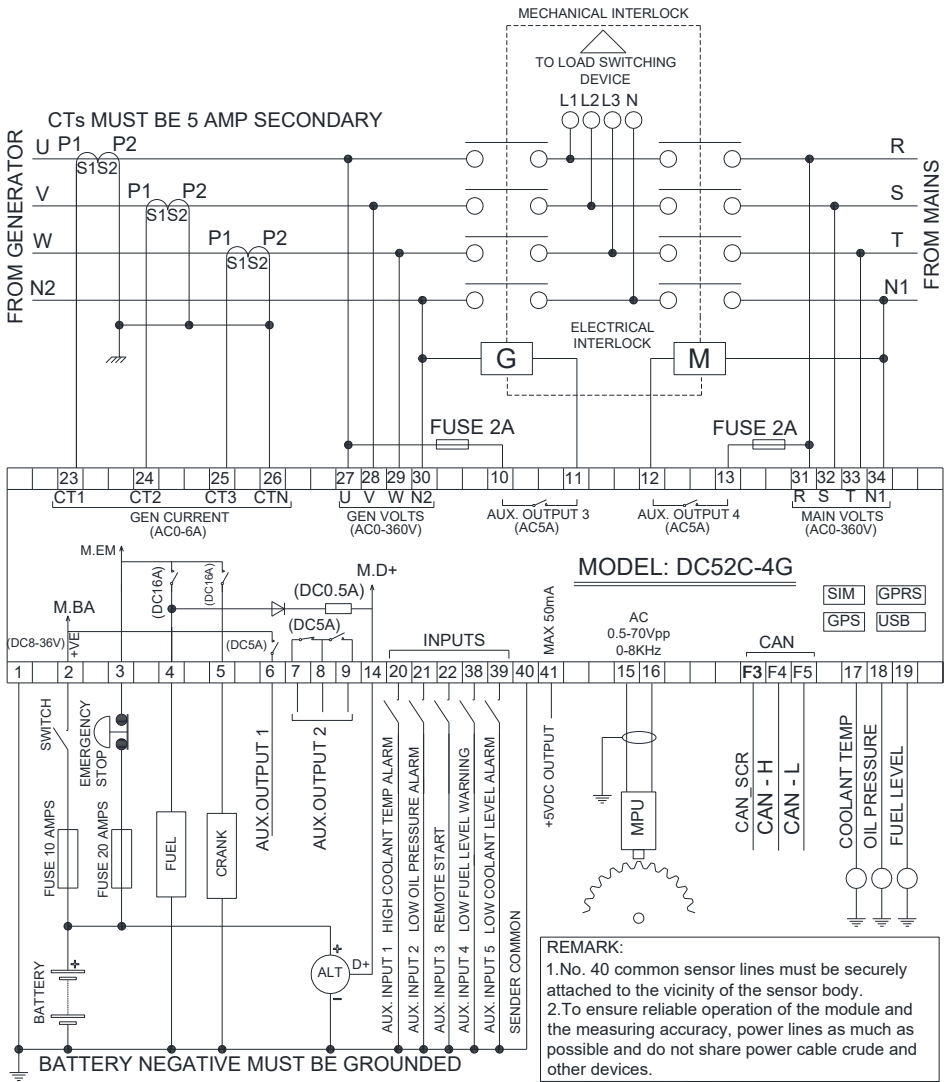 MECHANICAL INTERLOCK
TO LOAD SWITCHING
DEVICE
L1 L2 L3 N
CTs MUST BE 5 AMP SECONDARY
FROM GENERATOR
U P1 P2
S1S2
V P1 P2
S1S2
W P1 P2
S1S2
N2
R
S
T
N1
FROM MAINS
ELECTRICAL
INTERLOCK
G
M
FUSE 2A
FUSE 2A
23 24 25 26 27 28 29 30 10 11 12 13 31 32 33 34
CT1 CT2 CT3 CTN U V W N2 R S T N1
GEN CURRENT
(AC0-6A)
GEN VOLTS
(AC0-360V)
AUX. OUTPUT 3
(AC5A)
AUX. OUTPUT 4
(AC5A)
MAIN VOLTS
(AC0-360V)
M.EM
(DC16A)
(DC16A)
M.D+
(DC0.5A)
(DC5A)
M.BA
(DC8-36V)
+VE
(DC5A)
INPUTS
MAX 50mA
MODEL: DC52C-4G
AC
0.5-70Vpp
0-8KHz
CAN
SIM GPRS
GPS USB
1 2 3 4 5 6 7 8 9 14 20 21 22 38 39 40 41 15 16 F3 F4 F5 17 18 19
SWITCH
EMERGENCY
STOP
FUSE 10 AMPS
FUSE 20 AMPS
FUEL
CRANK
AUX.OUTPUT 1
AUX.OUTPUT 2
BATTERY
+
-
+
ALT
D+
-
AUX. INPUT 1 HIGH COOLANT TEMP ALARM
AUX. INPUT 2 LOW OIL PRESSURE ALARM
AUX. INPUT 3 REMOTE START
AUX. INPUT 4 LOW FUEL LEVEL WARNING
AUX. INPUT 5 LOW COOLANT LEVEL ALARM
SENDER COMMON
+5VDC OUTPUT
MPU
CAN_SCR
CAN - H
CAN - L
COOLANT TEMP
OIL PRESSURE
FUEL LEVEL
BATTERY NEGATIVE MUST BE GROUNDED
REMARK:
1.No. 40 common sensor lines must be securely
attached to the vicinity of the sensor body.
2.To ensure reliable operation of the module and
the measuring accuracy, power lines as much as
possible and do not share power cable crude and
other devices.